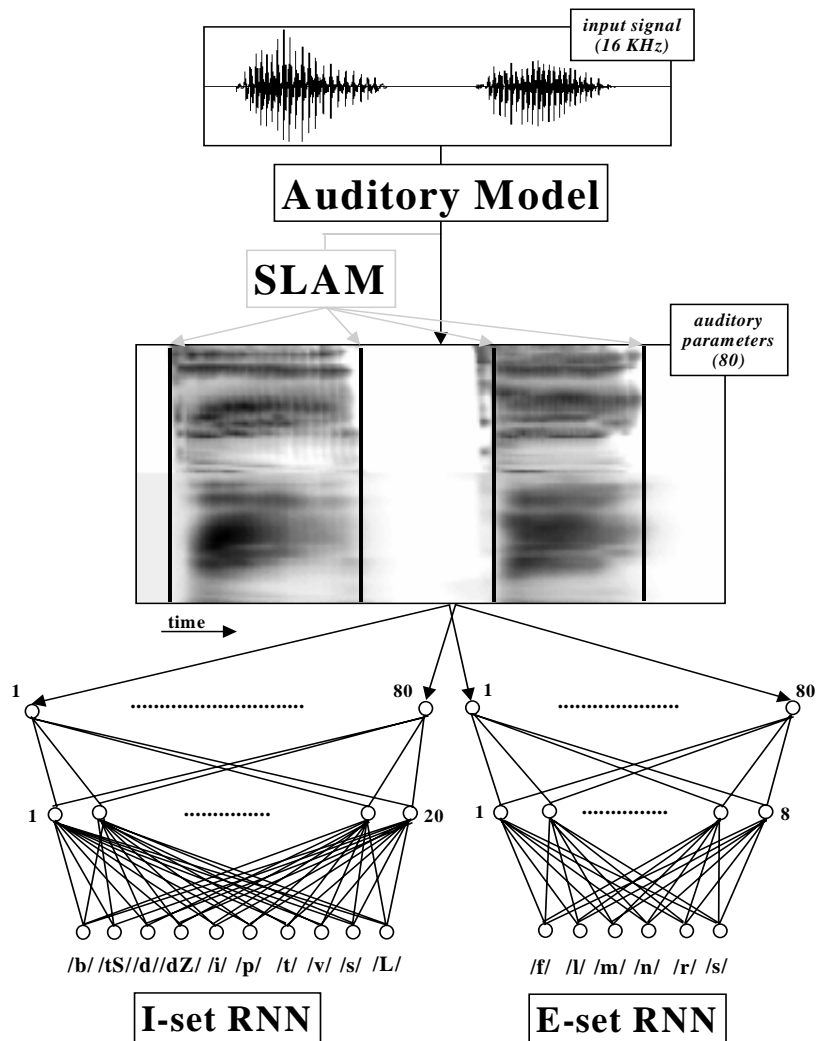 input signal
(16 KHz)
Auditory Model
SLAM
auditory
parameters
(80)
time
1 80 1 80
1 20 1 8
/b/ /tS/ /d/ /dZ/ /i/ /p/ /t/ /v/ /s/ /L/ /f/ /l/ /m/ /n/ /r/ /s/
I-set RNN E-set RNN